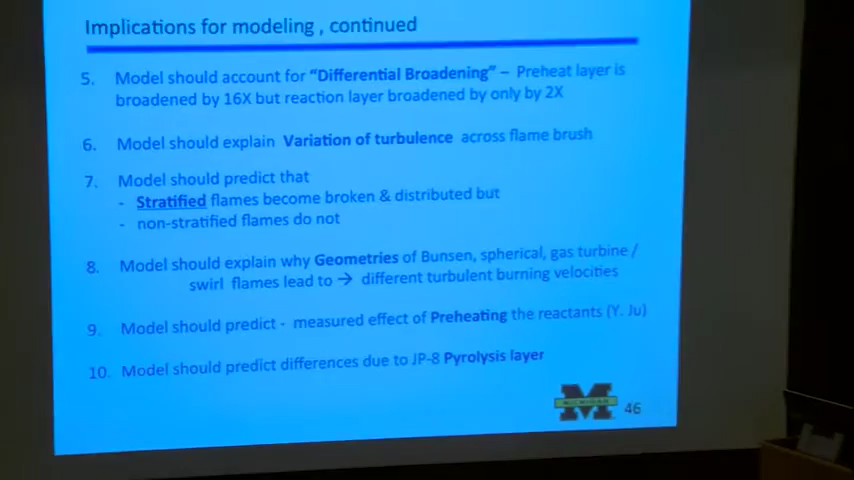 Implications for modeling , continued
5. Model should account for “Differential Broadening” – Preheat layer is
broadened by 16X but reaction layer broadened by only by 2X
6. Model should explain Variation of turbulence across flame brush
7. Model should predict that
- Stratified flames become broken & distributed but
- non-stratified flames do not
8. Model should explain why Geometries of Bunsen, spherical, gas turbine /
swirl flames lead to → different turbulent burning velocities
9. Model should predict - measured effect of Preheating the reactants (Y. Ju)
10. Model should predict differences due to JP-8 Pyrolysis layer
MICHIGAN
46